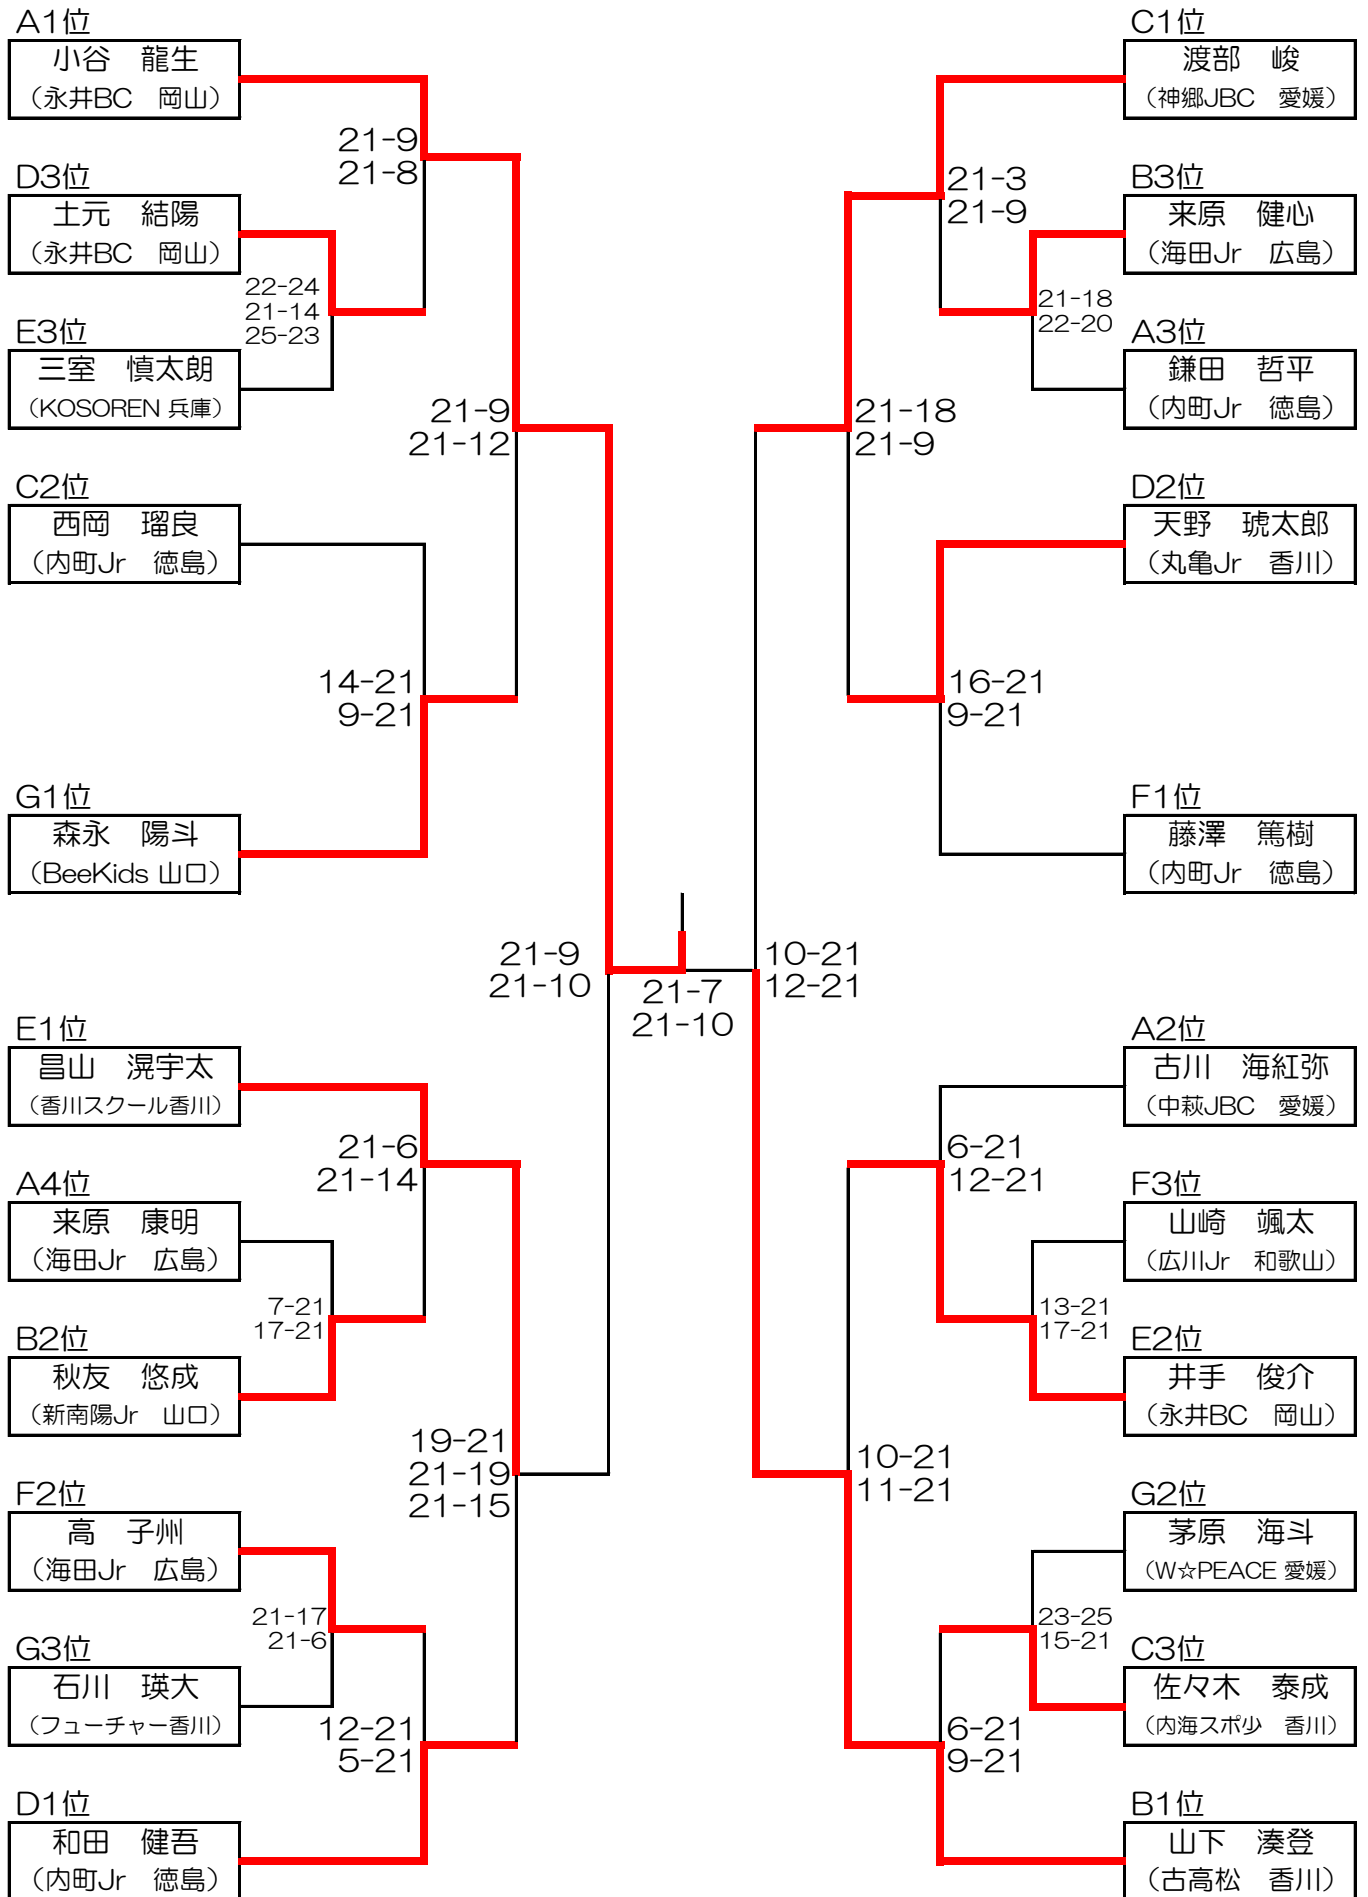 A1位
小谷　龍生
（永井BC　岡山）
21-9
21-8
D3位
土元　結陽
（永井BC　岡山）
22-24
21-14
25-23
E3位
三室　慎太朗
（KOSOREN 兵庫）
21-9
21-12
C2位
西岡　瑠良
（内町Jr　徳島）
14-21
9-21
G1位
森永　陽斗
（BeeKids 山口）
21-9
21-10
E1位
昌山　滉宇太
（香川スクール香川）
21-6
21-14
A4位
来原　康明
（海田Jr　広島）
7-21
17-21
B2位
秋友　悠成
（新南陽Jr　山口）
19-21
21-19
21-15
F2位
高　子州
（海田Jr　広島）
21-17
21-6
G3位
石川　瑛大
（フューチャー香川）
12-21
5-21
D1位
和田　健吾
（内町Jr　徳島）
21-7
21-10
C1位
渡部　峻
（神郷JBC　愛媛）
21-3
21-9
B3位
来原　健心
（海田Jr　広島）
21-18
22-20
A3位
鎌田　哲平
（内町Jr　徳島）
21-18
21-9
D2位
天野　琥太郎
（丸亀Jr　香川）
16-21
9-21
F1位
藤澤　篤樹
（内町Jr　徳島）
10-21
12-21
A2位
古川　海紅弥
（中萩JBC　愛媛）
6-21
12-21
F3位
山崎　颯太
（広川Jr　和歌山）
13-21
17-21
E2位
井手　俊介
（永井BC　岡山）
10-21
11-21
G2位
茅原　海斗
（W☆PEACE 愛媛）
23-25
15-21
C3位
佐々木　泰成
（内海スポ少　香川）
6-21
9-21
B1位
山下　湊登
（古高松　香川）